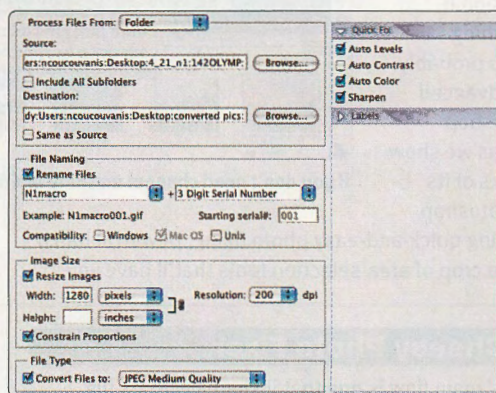 Process Files From: Folder
Source:
ers:ncoucouvanis:Desktop:4_21_n1:142OLYMP: Browse...
Include All Subfolders
Destination:
dy:Users:ncoucouvanis:Desktop:converted pics: Browse...
Same as Source
File Naming
Rename Files
N1macro + 3 Digit Serial Number
Example: N1macro001.gif Starting serial#: 001
Compatibility: Windows Mac OS Unix
Image Size
Resize Images
Width: 1280 pixels Resolution: 200 dpi
Height: inches
Constrain Proportions
File Type
Convert Files to: JPEG Medium Quality
Quick Fix
Auto Levels
Auto Contrast
Auto Color
Sharpen
Labels